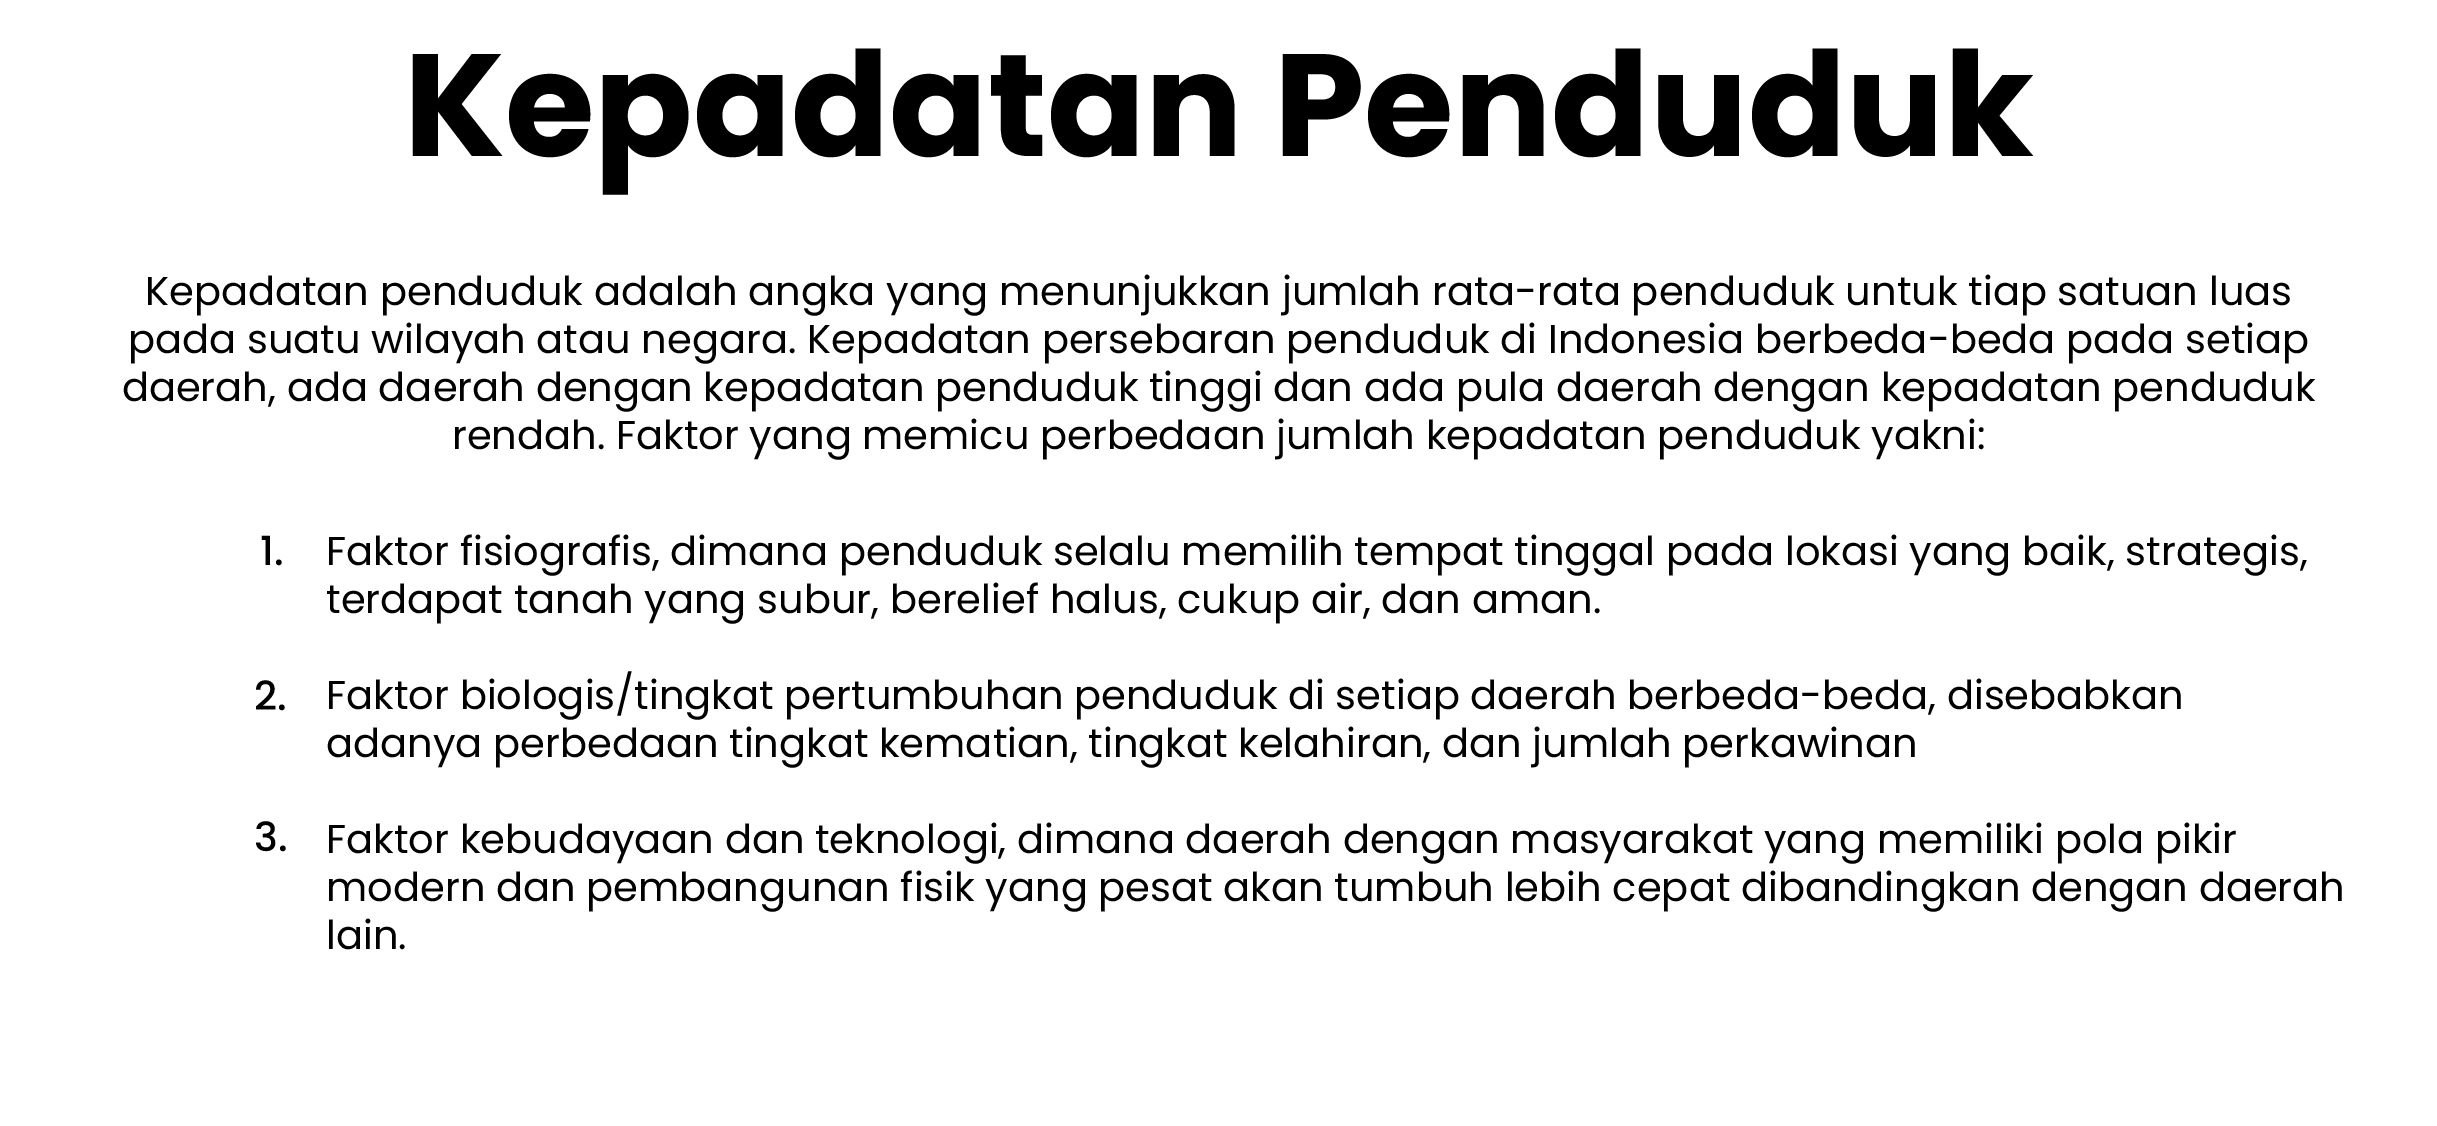 Kepadatan Penduduk
Kepadatan penduduk adalah angka yang menunjukkan jumlah rata-rata penduduk untuk tiap satuan luas
pada suatu wilayah atau negara. Kepadatan persebaran penduduk di Indonesia berbeda-beda pada setiap
daerah, ada daerah dengan kepadatan penduduk tinggi dan ada pula daerah dengan kepadatan penduduk
rendah. Faktor yang memicu perbedaan jumlah kepadatan penduduk yakni:
1. Faktor fisiografis, dimana penduduk selalu memilih tempat tinggal pada lokasi yang baik, strategis,
terdapat tanah yang subur, berelief halus, cukup air, dan aman.
2. Faktor biologis/tingkat pertumbuhan penduduk di setiap daerah berbeda-beda, disebabkan
adanya perbedaan tingkat kematian, tingkat kelahiran, dan jumlah perkawinan
3. Faktor kebudayaan dan teknologi, dimana daerah dengan masyarakat yang memiliki pola pikir
modern dan pembangunan fisik yang pesat akan tumbuh lebih cepat dibandingkan dengan daerah
lain.